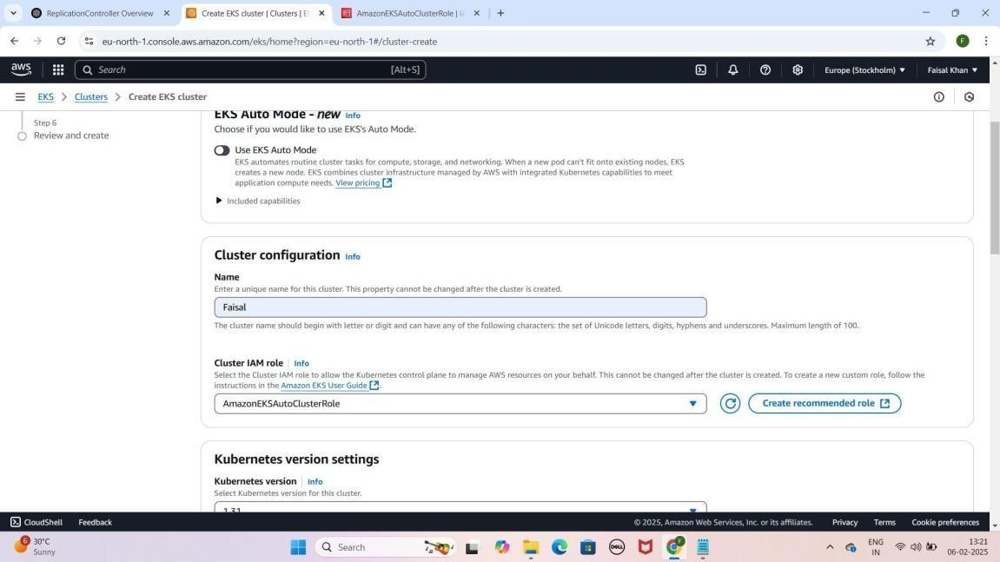 ReplicationController Overview
Create EKS cluster | Clusters | El
AmazonEKSAutoClusterRole | IA
eu-north-1.console.aws.amazon.com/eks/home?region=eu-north-1#/cluster-create
F
aws
Search
[Alt+S]
Europe (Stockholm)
Faisal Khan
EKS
Clusters
Create EKS cluster
Step 6
Review and create
EKS Auto Mode - new Info
Choose if you would like to use EKS's Auto Mode.
Use EKS Auto Mode
EKS automates routine cluster tasks for compute, storage, and networking. When a new pod can't fit onto existing nodes, EKS
creates a new node. EKS combines cluster infrastructure managed by AWS with integrated Kubernetes capabilities to meet
application compute needs. View pricing
Included capabilities
Cluster configuration Info
Name
Enter a unique name for this cluster. This property cannot be changed after the cluster is created.
Faisal
The cluster name should begin with letter or digit and can have any of the following characters: the set of Unicode letters, digits, hyphens and underscores. Maximum length of 100.
Cluster IAM role Info
Select the Cluster IAM role to allow the Kubernetes control plane to manage AWS resources on your behalf. This cannot be changed after the cluster is created. To create a new custom role, follow the
instructions in the Amazon EKS User Guide.
AmazonEKSAutoClusterRole
Create recommended role
Kubernetes version settings
Kubernetes version Info
Select Kubernetes version for this cluster.
1.31
CloudShell
Feedback
© 2025, Amazon Web Services, Inc. or its affiliates.
Privacy
Terms
Cookie preferences
6
30°C
Sunny
Search
DELL
F
ENG
IN
13:21
06-02-2025